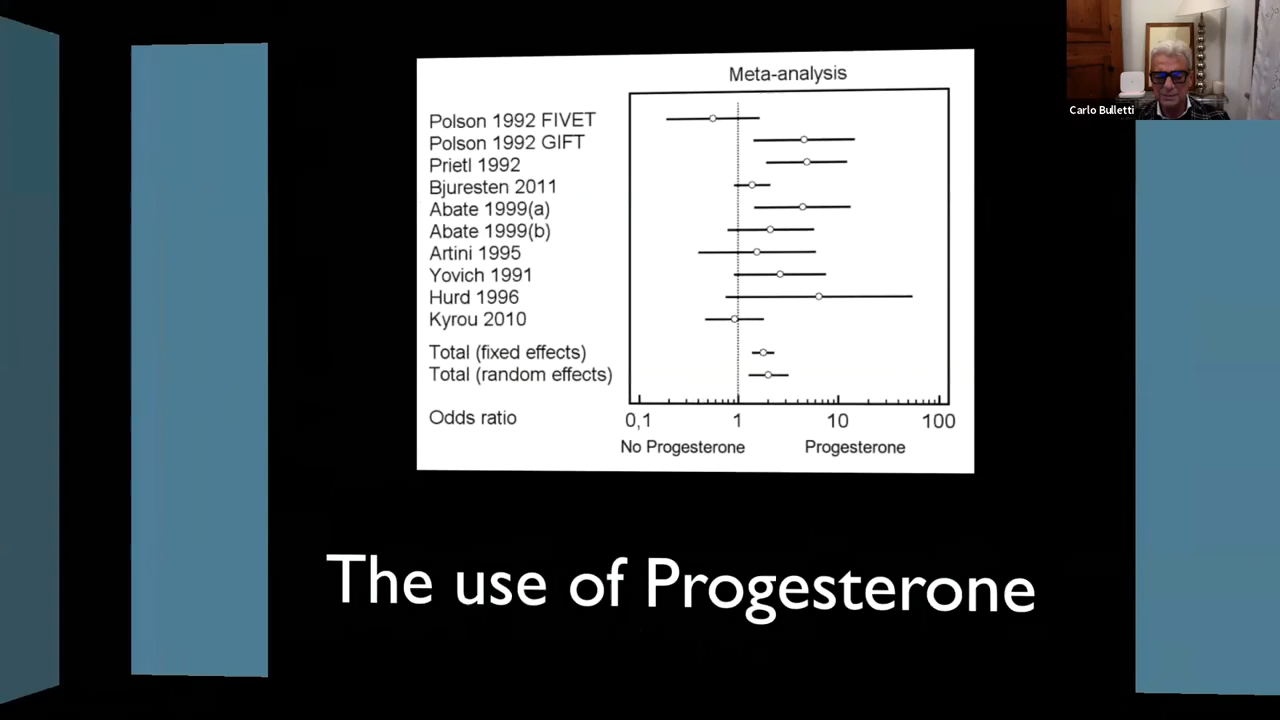 Carlo Bulletti
Meta-analysis
Polson 1992 FIVET
Polson 1992 GIFT
Prietl 1992
Bjuresten 2011
Abate 1999(a)
Abate 1999(b)
Artini 1995
Yovich 1991
Hurd 1996
Kyrou 2010
Total (fixed effects)
Total (random effects)
Odds ratio
0,1 1 10 100
No Progesterone Progesterone
The use of Progesterone